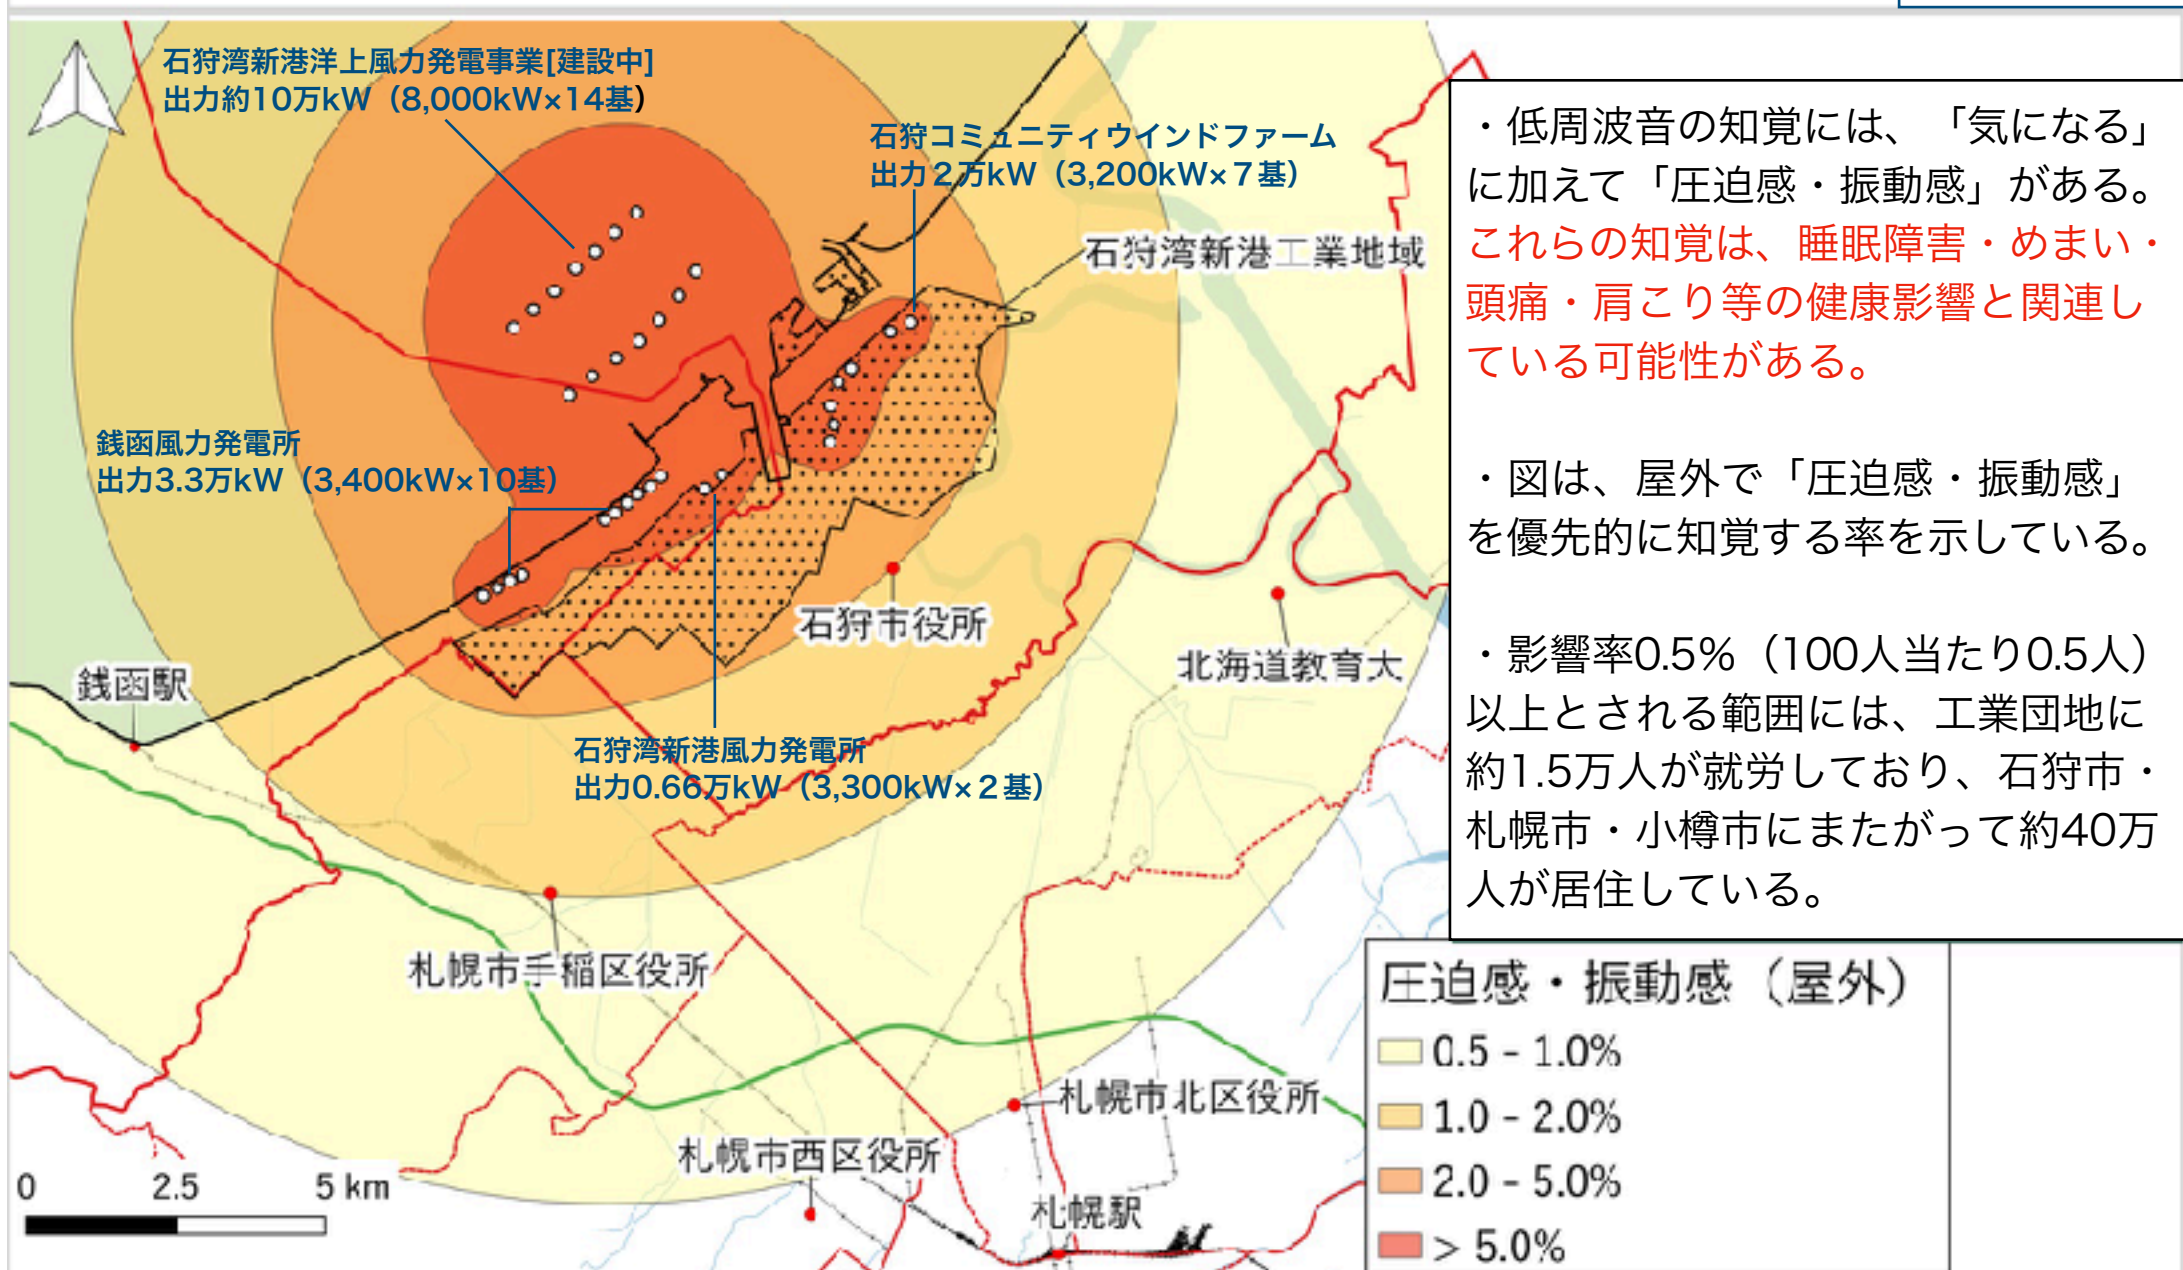 石狩湾新港洋上風力発電事業[建設中]
出力約10万kW（8,000kW×14基）
石狩コミュニティウインドファーム
出力２万kW（3,200kW×７基）
石狩湾新港工業地域
銭函風力発電所
出力3.3万kW（3,400kW×10基）
石狩市役所
北海道教育大
銭函駅
石狩湾新港風力発電所
出力0.66万kW（3,300kW×２基）
札幌市手稲区役所
札幌市北区役所
札幌市西区役所
札幌駅
0 2.5 5 km
・低周波音の知覚には、「気になる」
に加えて「圧迫感・振動感」がある。
これらの知覚は、睡眠障害・めまい・
頭痛・肩こり等の健康影響と関連し
ている可能性がある。
・図は、屋外で「圧迫感・振動感」
を優先的に知覚する率を示している。
・影響率0.5%（100人当たり0.5人）
以上とされる範囲には、工業団地に
約1.5万人が就労しており、石狩市・
札幌市・小樽市にまたがって約40万
人が居住している。
圧迫感・振動感（屋外）
0.5 - 1.0%
1.0 - 2.0%
2.0 - 5.0%
> 5.0%